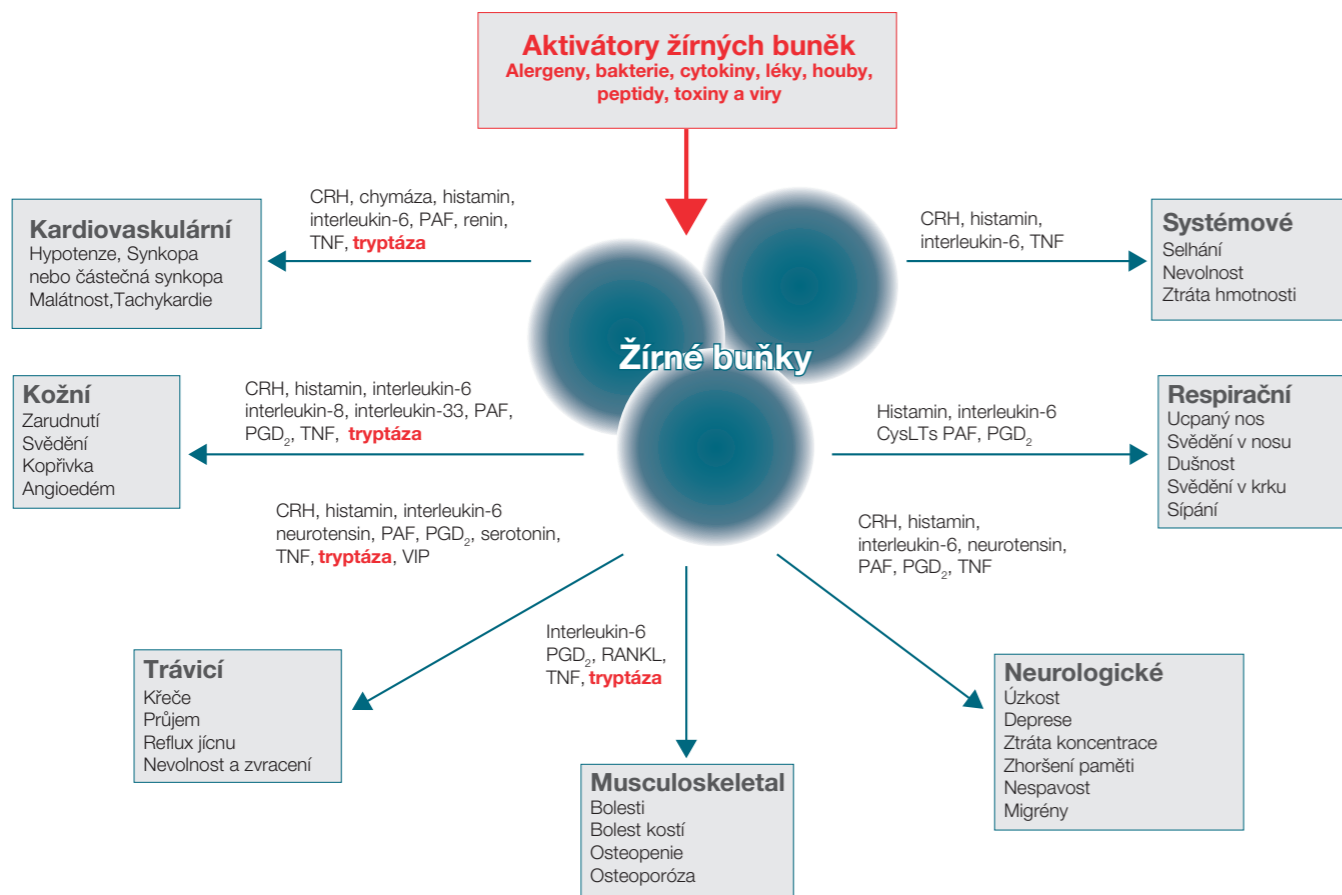 Aktivátory žírných buněk
Alergeny, bakterie, cytokiny, léky, houby,
peptidy, toxiny a viry
CRH, chymáza, histamin,
interleukin-6, PAF, renin,
TNF, tryptáza
Kardiovaskulární
Hypotenze, Synkopa
nebo částečná synkopa
Malátnost,Tachykardie
CRH, histamin,
interleukin-6, TNF
Systémové
Selhání
Nevolnost
Ztráta hmotnosti
Žírné buňky
CRH, histamin, interleukin-6
interleukin-8, interleukin-33, PAF,
PGD₂, TNF, tryptáza
Kožní
Zarudnutí
Svědění
Kopřivka
Angioedém
Histamin, interleukin-6
CysLTs PAF, PGD₂
Respirační
Ucpaný nos
Svědění v nosu
Dušnost
Svědění v krku
Sípání
CRH, histamin, interleukin-6
neurotensin, PAF, PGD₂, serotonin,
TNF, tryptáza, VIP
CRH, histamin,
interleukin-6, neurotensin,
PAF, PGD₂, TNF
Interleukin-6
PGD₂, RANKL,
TNF, tryptáza
Trávicí
Křeče
Průjem
Reflux jícnu
Nevolnost a zvracení
Musculoskeletal
Bolesti
Bolest kostí
Osteopenie
Osteoporóza
Neurologické
Úzkost
Deprese
Ztráta koncentrace
Zhoršení paměti
Nespavost
Migrény